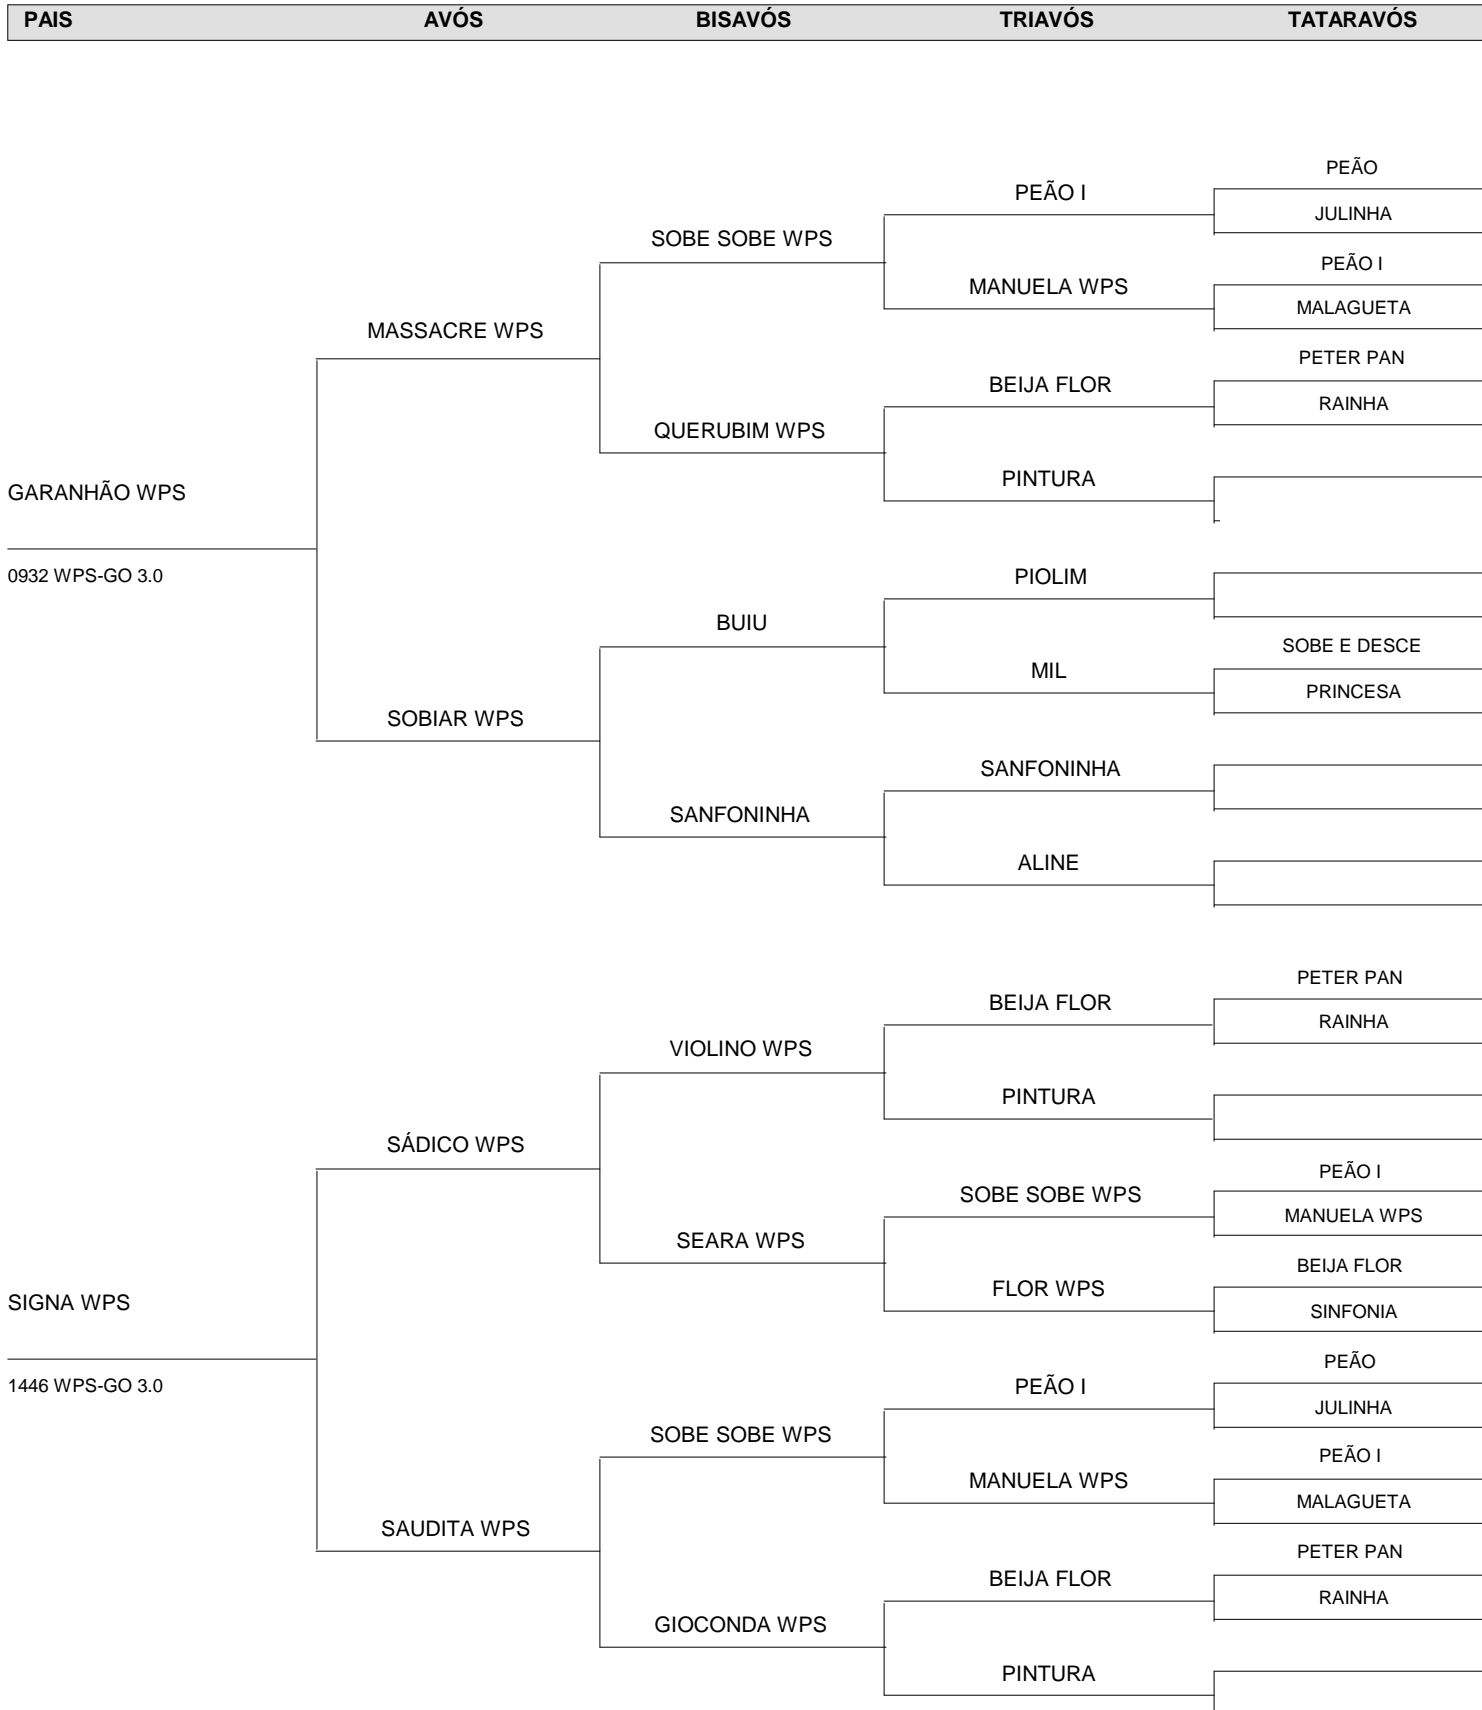 PAIS AVÓS BISAVÓS TRIAVÓS TATARAVÓS
PEÃO
PEÃO I
JULINHA
SOBE SOBE WPS
PEÃO I
MANUELA WPS
MALAGUETA
MASSACRE WPS
PETER PAN
BEIJA FLOR
RAINHA
QUERUBIM WPS
PINTURA
GARANHÃO WPS
0932 WPS-GO 3.0
PIOLIM
BUIU
SOBE E DESCE
MIL
PRINCESA
SOBIAR WPS
SANFONINHA
SANFONINHA
ALINE
PETER PAN
BEIJA FLOR
RAINHA
VIOLINO WPS
PINTURA
SÁDICO WPS
PEÃO I
SOBE SOBE WPS
MANUELA WPS
SEARA WPS
BEIJA FLOR
FLOR WPS
SINFONIA
SIGNA WPS
1446 WPS-GO 3.0
PEÃO
PEÃO I
JULINHA
SOBE SOBE WPS
PEÃO I
MANUELA WPS
MALAGUETA
SAUDITA WPS
PETER PAN
BEIJA FLOR
RAINHA
GIOCONDA WPS
PINTURA